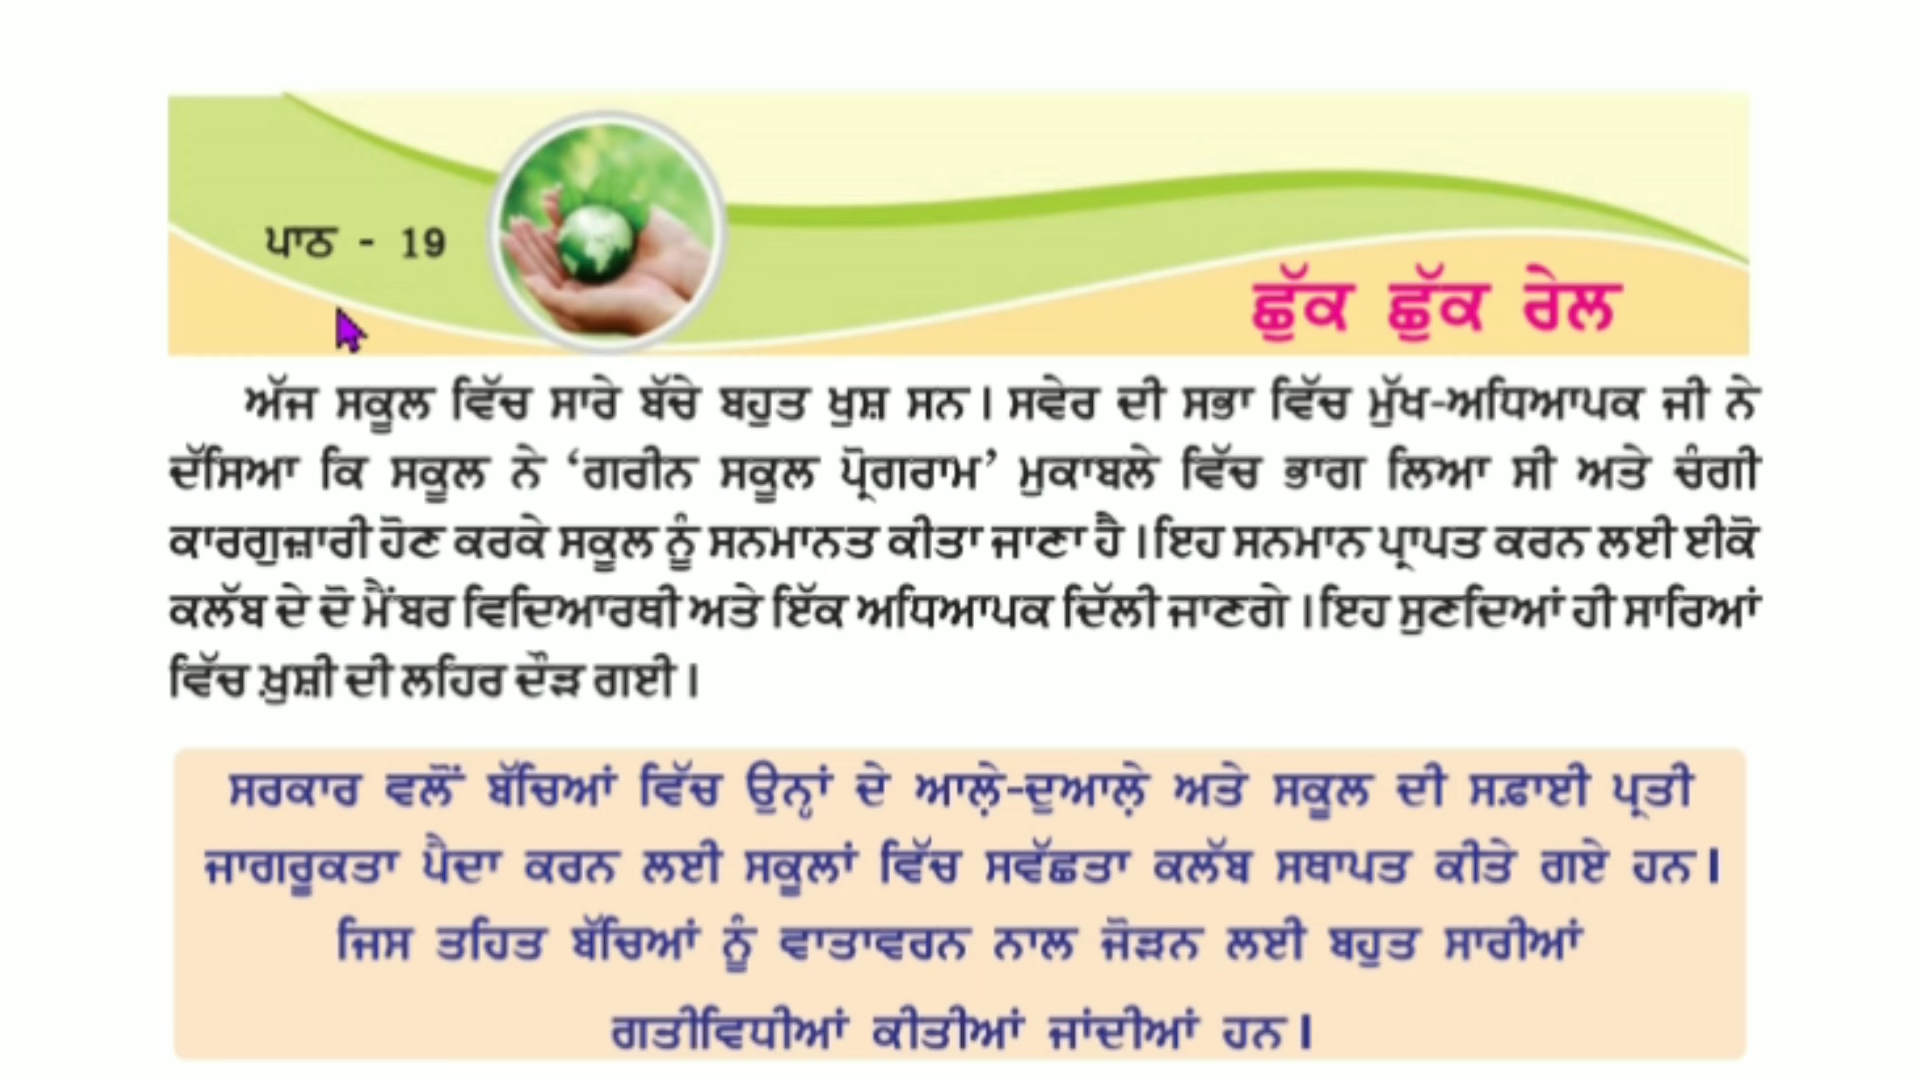 ਪਾਠ - 19
ਛੁੱਕ ਛੁੱਕ ਰੇਲ
ਅੱਜ ਸਕੂਲ ਵਿੱਚ ਸਾਰੇ ਬੱਚੇ ਬਹੁਤ ਖੁਸ਼ ਸਨ। ਸਵੇਰ ਦੀ ਸਭਾ ਵਿੱਚ ਮੁੱਖ-ਅਧਿਆਪਕ ਜੀ ਨੇ
ਦੱਸਿਆ ਕਿ ਸਕੂਲ ਨੇ ‘ਗਰੀਨ ਸਕੂਲ ਪ੍ਰੋਗਰਾਮ’ ਮੁਕਾਬਲੇ ਵਿੱਚ ਭਾਗ ਲਿਆ ਸੀ ਅਤੇ ਚੰਗੀ
ਕਾਰਗੁਜ਼ਾਰੀ ਹੋਣ ਕਰਕੇ ਸਕੂਲ ਨੂੰ ਸਨਮਾਨਤ ਕੀਤਾ ਜਾਣਾ ਹੈ। ਇਹ ਸਨਮਾਨ ਪ੍ਰਾਪਤ ਕਰਨ ਲਈ ਈਕੋ
ਕਲੱਬ ਦੇ ਦੋ ਮੈਂਬਰ ਵਿਦਿਆਰਥੀ ਅਤੇ ਇੱਕ ਅਧਿਆਪਕ ਦਿੱਲੀ ਜਾਣਗੇ। ਇਹ ਸੁਣਦਿਆਂ ਹੀ ਸਾਰਿਆਂ
ਵਿੱਚ ਖ਼ੁਸ਼ੀ ਦੀ ਲਹਿਰ ਦੌੜ ਗਈ।
ਸਰਕਾਰ ਵਲੋਂ ਬੱਚਿਆਂ ਵਿੱਚ ਉਨ੍ਹਾਂ ਦੇ ਆਲ਼ੇ-ਦੁਆਲ਼ੇ ਅਤੇ ਸਕੂਲ ਦੀ ਸਫ਼ਾਈ ਪ੍ਰਤੀ
ਜਾਗਰੂਕਤਾ ਪੈਦਾ ਕਰਨ ਲਈ ਸਕੂਲਾਂ ਵਿੱਚ ਸਵੱਛਤਾ ਕਲੱਬ ਸਥਾਪਤ ਕੀਤੇ ਗਏ ਹਨ।
ਜਿਸ ਤਹਿਤ ਬੱਚਿਆਂ ਨੂੰ ਵਾਤਾਵਰਨ ਨਾਲ ਜੋੜਨ ਲਈ ਬਹੁਤ ਸਾਰੀਆਂ
ਗਤੀਵਿਧੀਆਂ ਕੀਤੀਆਂ ਜਾਂਦੀਆਂ ਹਨ।